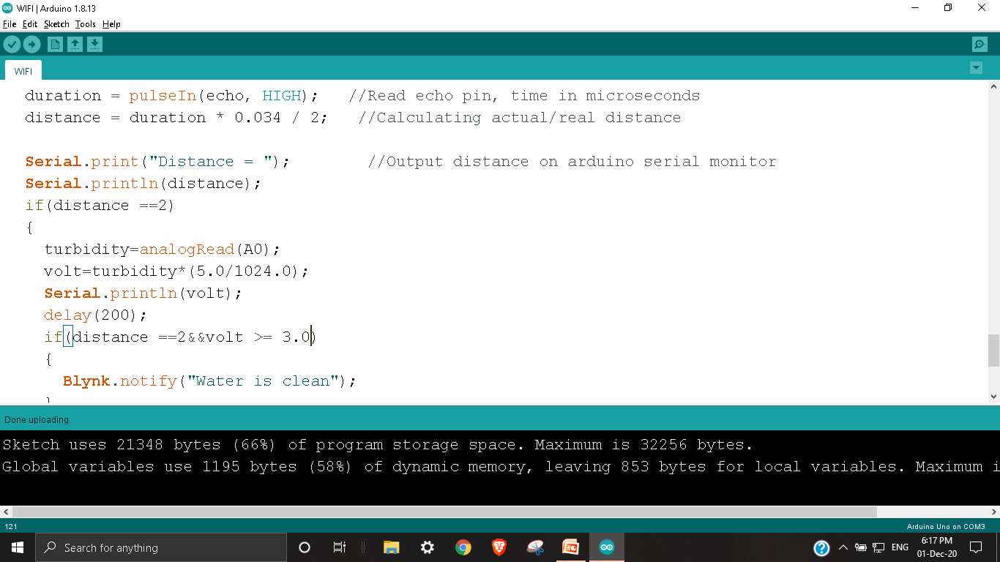 WIFI | Arduino 1.8.13
File Edit Sketch Tools Help
WIFI
duration = pulseIn(echo, HIGH); //Read echo pin, time in microseconds
distance = duration * 0.034 / 2; //Calculating actual/real distance
Serial.print("Distance = "); //Output distance on arduino serial monitor
Serial.println(distance);
if(distance ==2)
{
turbidity=analogRead(A0);
volt=turbidity*(5.0/1024.0);
Serial.println(volt);
delay(200);
if(distance ==2&&volt >= 3.0)
{
Blynk.notify("Water is clean");
}
Done uploading.
Sketch uses 21348 bytes (66%) of program storage space. Maximum is 32256 bytes.
Global variables use 1195 bytes (58%) of dynamic memory, leaving 853 bytes for local variables. Maximum i
121
Arduino Uno on COM3
Search for anything
ENG
6:17 PM
01-Dec-20